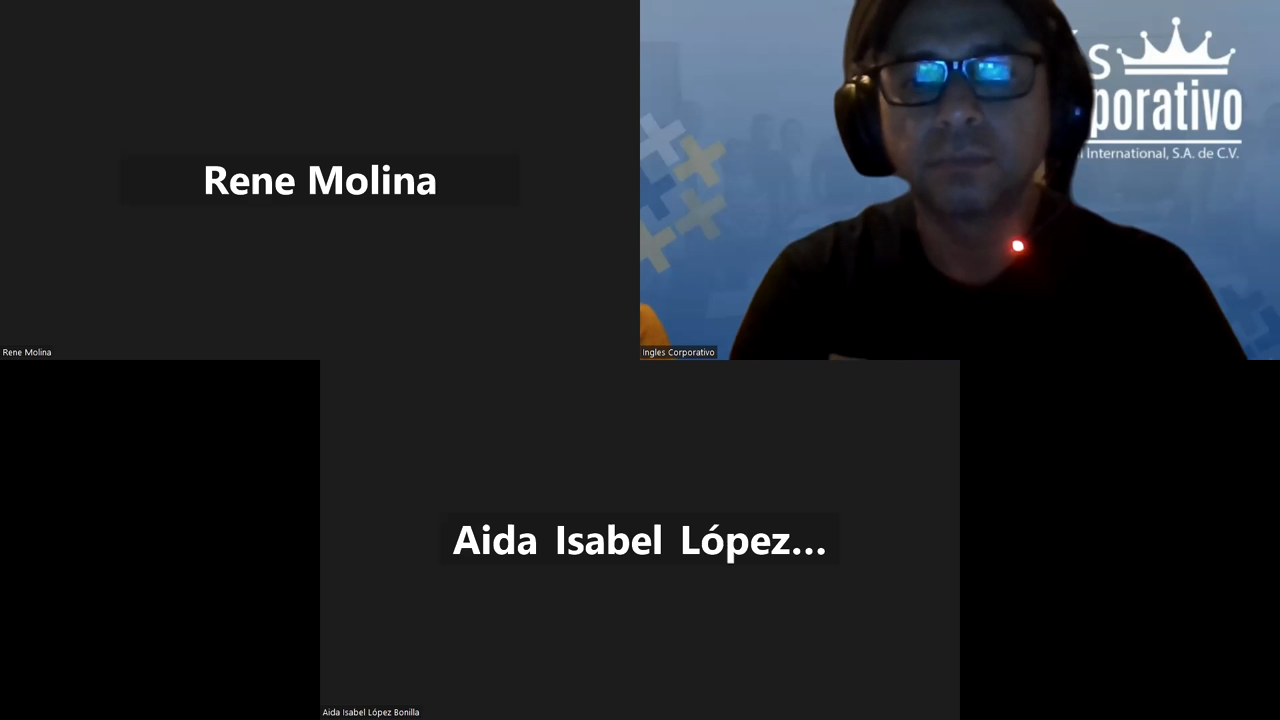 Rene Molina
Rene Molina
s
porativo
International, S.A. de C.V.
Ingles Corporativo
Aida Isabel López...
Aida Isabel López Bonilla